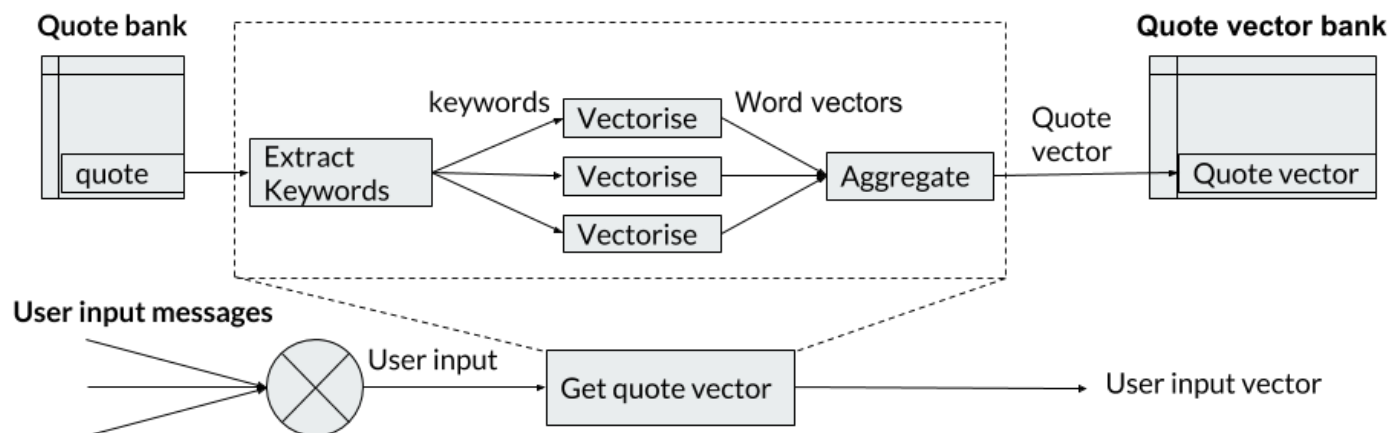 Quote bank
Quote vector bank
keywords
Vectorise
Word vectors
Quote
vector
Extract
Keywords
quote
Vectorise
Aggregate
Quote vector
Vectorise
User input messages
User input
Get quote vector
User input vector